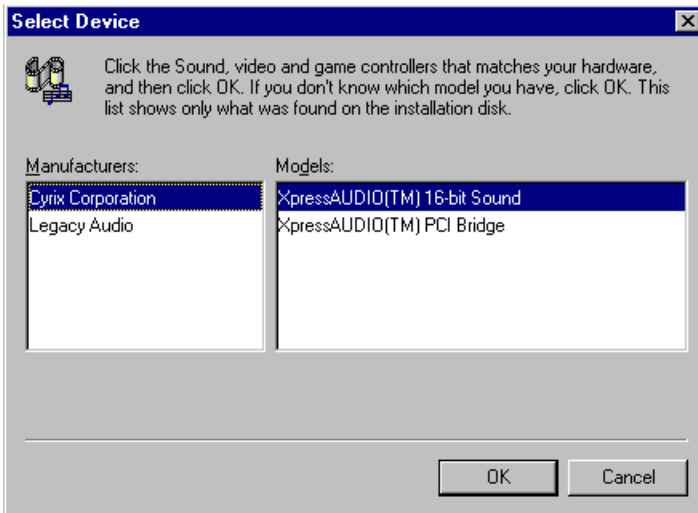 Select Device
Click the Sound, video and game controllers that matches your hardware,
and then click OK. If you don't know which model you have, click OK. This
list shows only what was found on the installation disk.
Manufacturers:
Models:
Cyrix Corporation
Legacy Audio
XpressAUDIO(TM) 16-bit Sound
XpressAUDIO(TM) PCI Bridge
OK
Cancel